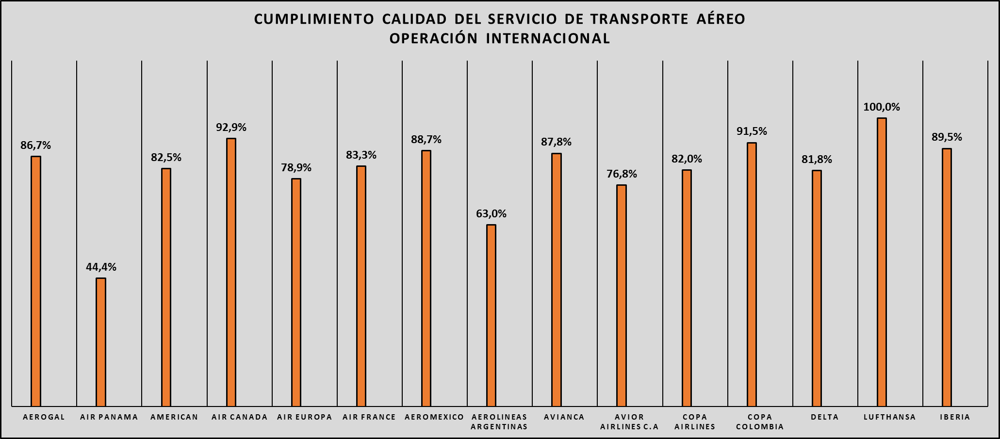 CUMPLIMIENTO CALIDAD DEL SERVICIO DE TRANSPORTE AÉREO
OPERACIÓN INTERNACIONAL
86,7%
44,4%
82,5%
92,9%
78,9%
83,3%
88,7%
63,0%
87,8%
76,8%
82,0%
91,5%
81,8%
100,0%
89,5%
AEROGAL
AIR PANAMA
AMERICAN
AIR CANADA
AIR EUROPA
AIR FRANCE
AEROMEXICO
AEROLINEAS
ARGENTINAS
AVIANCA
AVIOR
AIRLINES C.A
COPA
AIRLINES
COPA
COLOMBIA
DELTA
LUFTHANSA
IBERIA